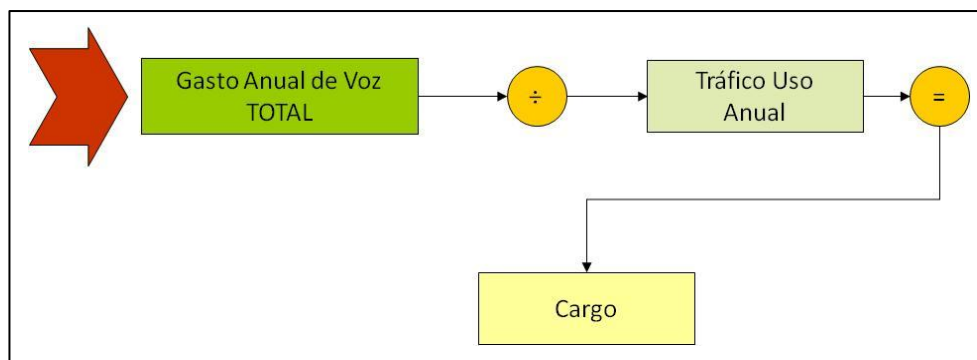 Gasto Anual de Voz
TOTAL
÷
Tráfico Uso
Anual
=
Cargo